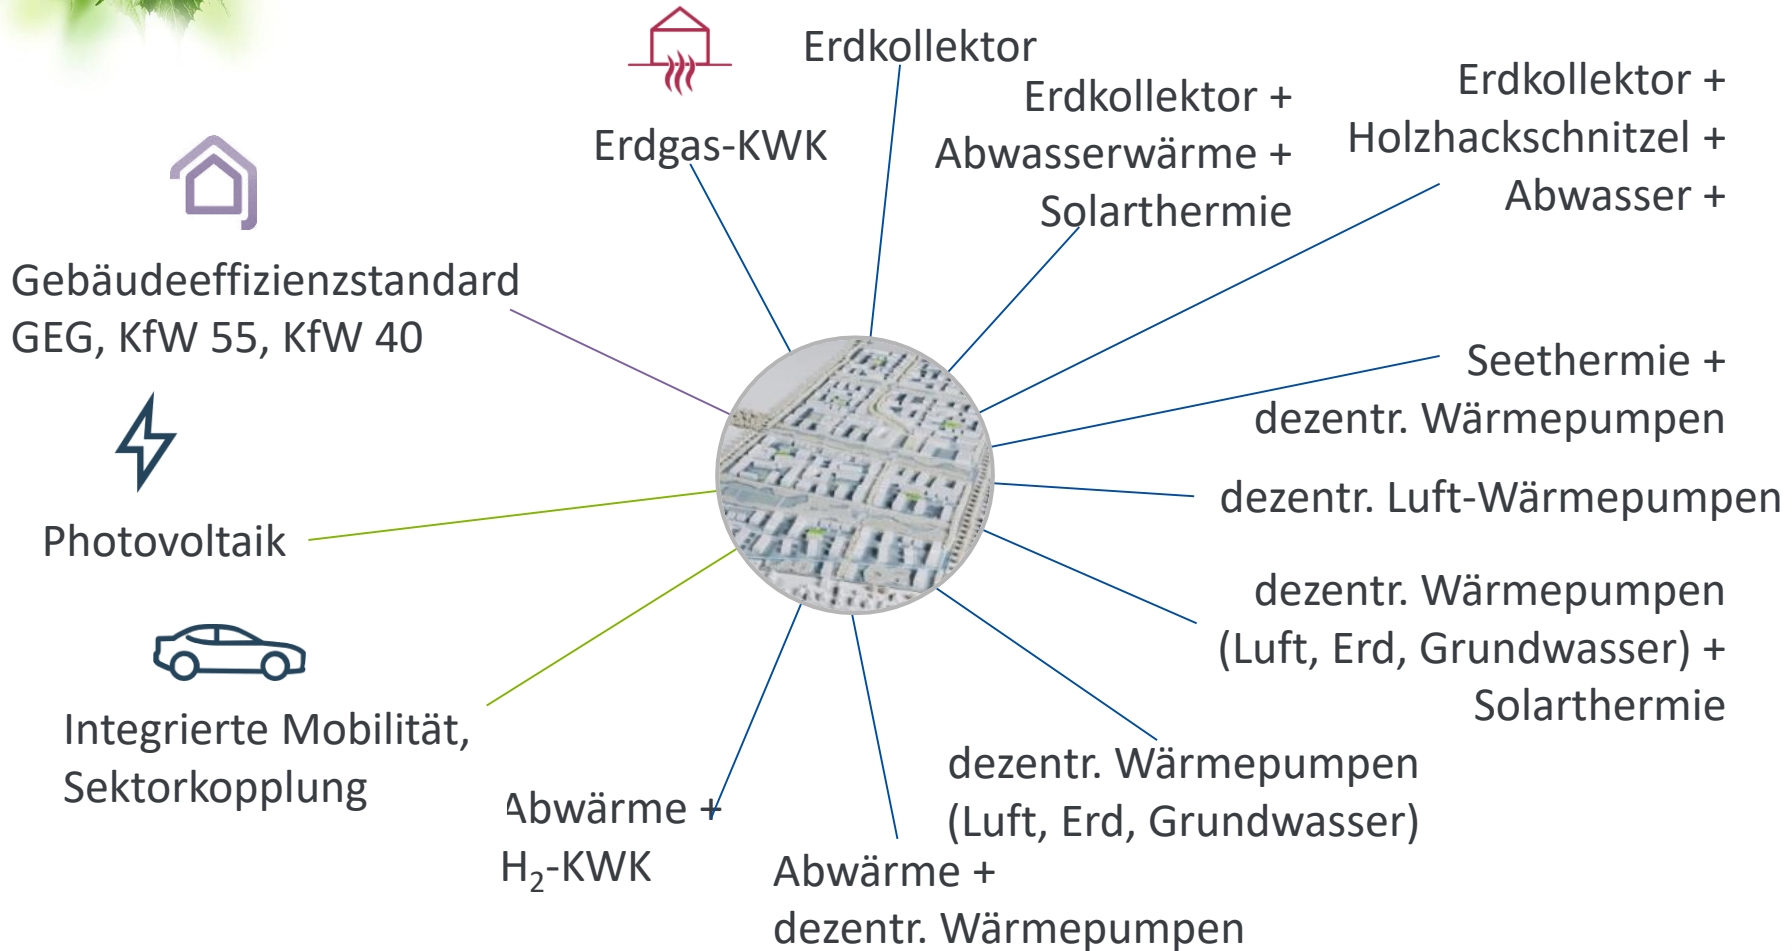 Erdkollektor
Erdgas-KWK
Erdkollektor +
Abwasserwärme +
Solarthermie
Erdkollektor +
Holzhackschnitzel +
Abwasser +
Gebäudeeffizienzstandard
GEG, KfW 55, KfW 40
Seethermie +
dezentr. Wärmepumpen
dezentr. Luft-Wärmepumpen
Photovoltaik
dezentr. Wärmepumpen
(Luft, Erd, Grundwasser) +
Solarthermie
Integrierte Mobilität,
Sektorkopplung
dezentr. Wärmepumpen
(Luft, Erd, Grundwasser)
Abwärme +
H₂-KWK
Abwärme +
dezentr. Wärmepumpen